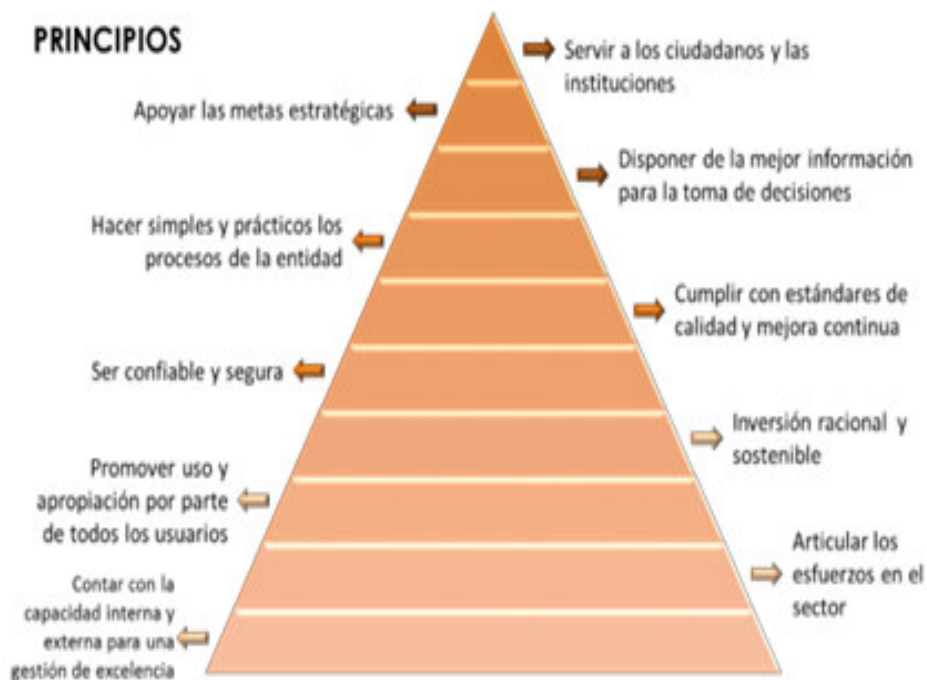 PRINCIPIOS
Servir a los ciudadanos y las
instituciones
Apoyar las metas estratégicas
Disponer de la mejor información
para la toma de decisiones
Hacer simples y prácticos los
procesos de la entidad
Cumplir con estándares de
calidad y mejora continua
Ser confiable y segura
Inversión racional y
sostenible
Promover uso y
apropiación por parte
de todos los usuarios
Articular los
esfuerzos en el
sector
Contar con la
capacidad interna y
externa para una
gestión de excelencia